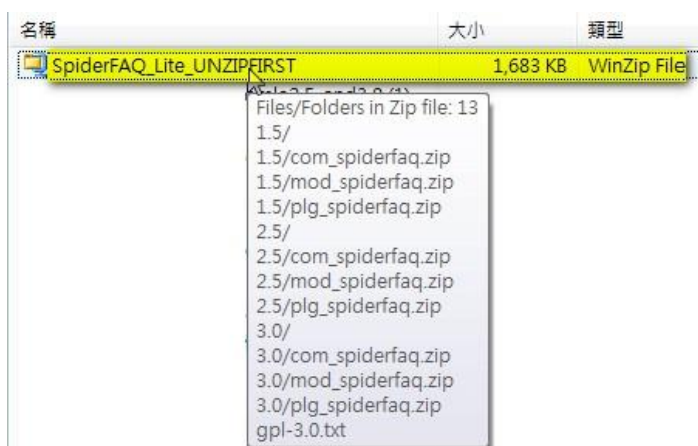 名稱 大小 類型
SpiderFAQ_Lite_UNZIPFIRST 1,683 KB WinZip File
Files/Folders in Zip file: 13
1.5/
1.5/com_spiderfaq.zip
1.5/mod_spiderfaq.zip
1.5/plg_spiderfaq.zip
2.5/
2.5/com_spiderfaq.zip
2.5/mod_spiderfaq.zip
2.5/plg_spiderfaq.zip
3.0/
3.0/com_spiderfaq.zip
3.0/mod_spiderfaq.zip
3.0/plg_spiderfaq.zip
gpl-3.0.txt